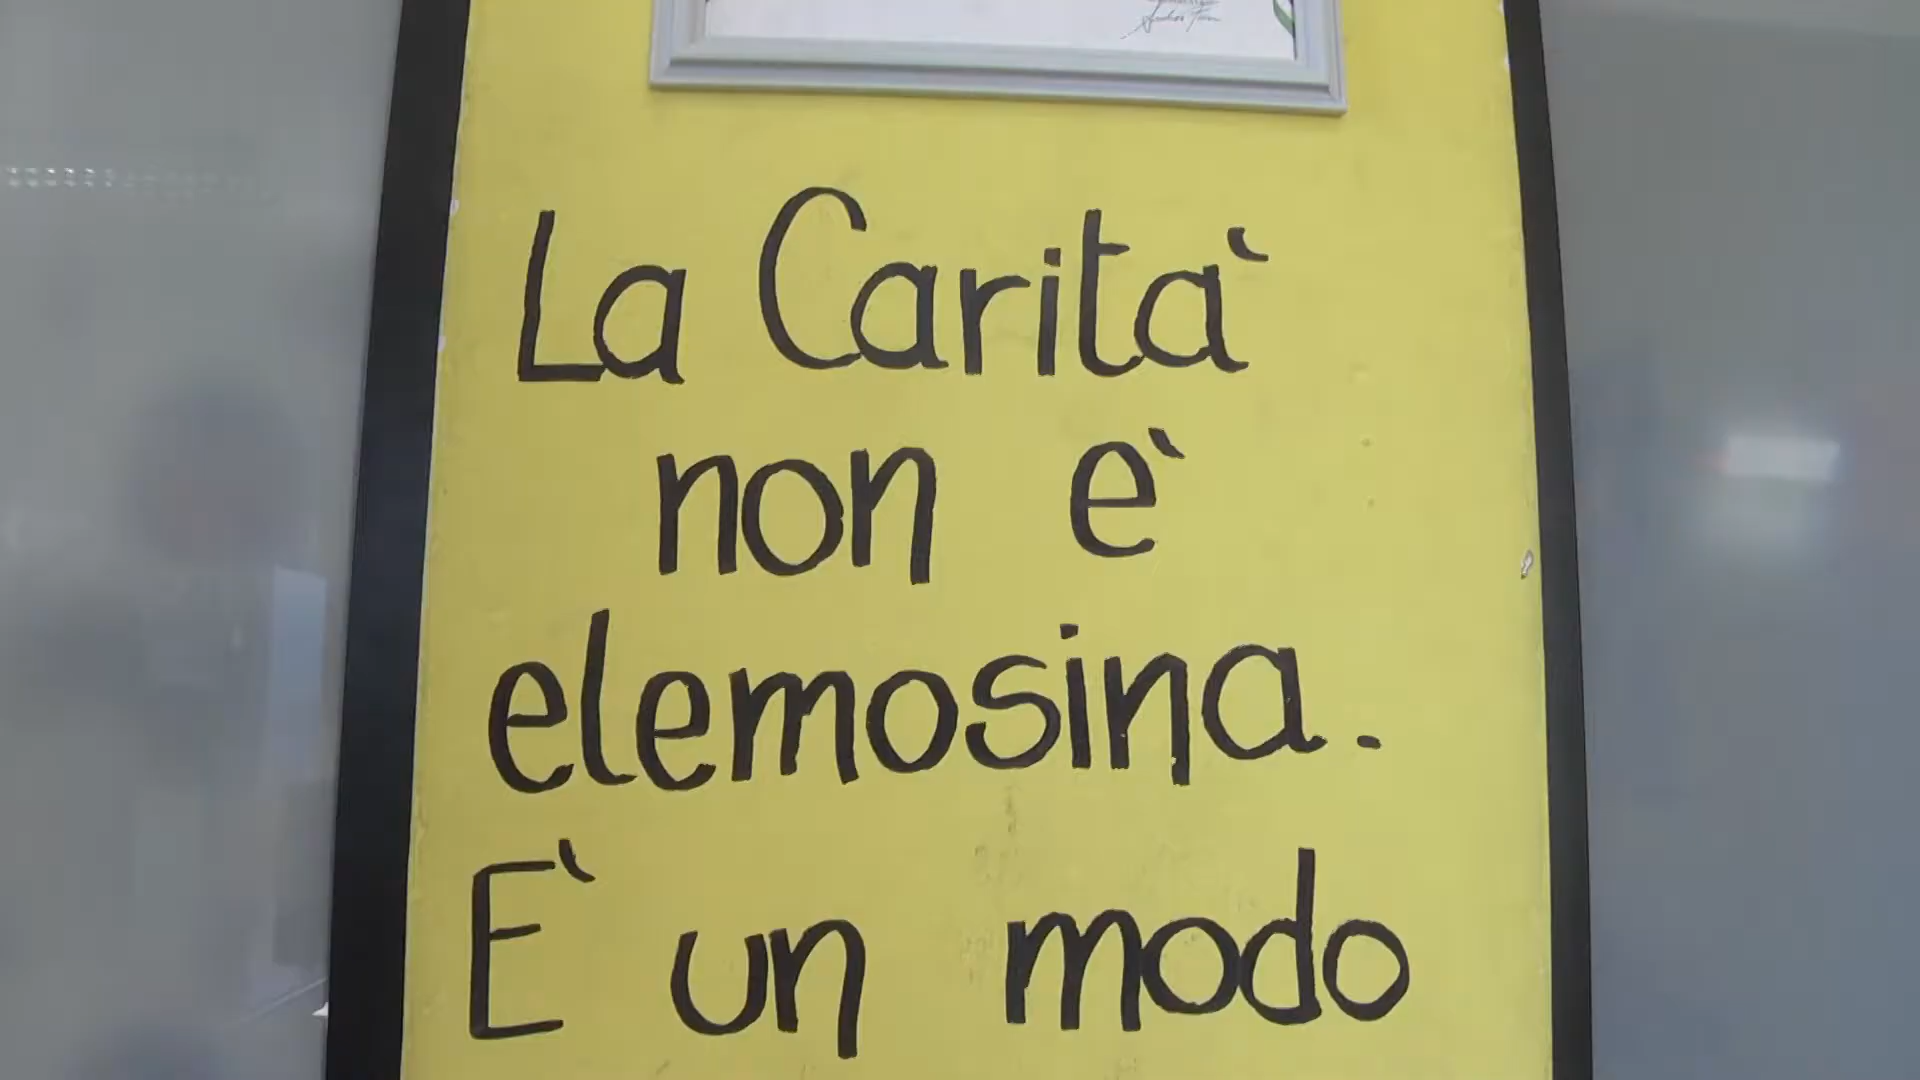 La Carità
non è
elemosina.
È un modo